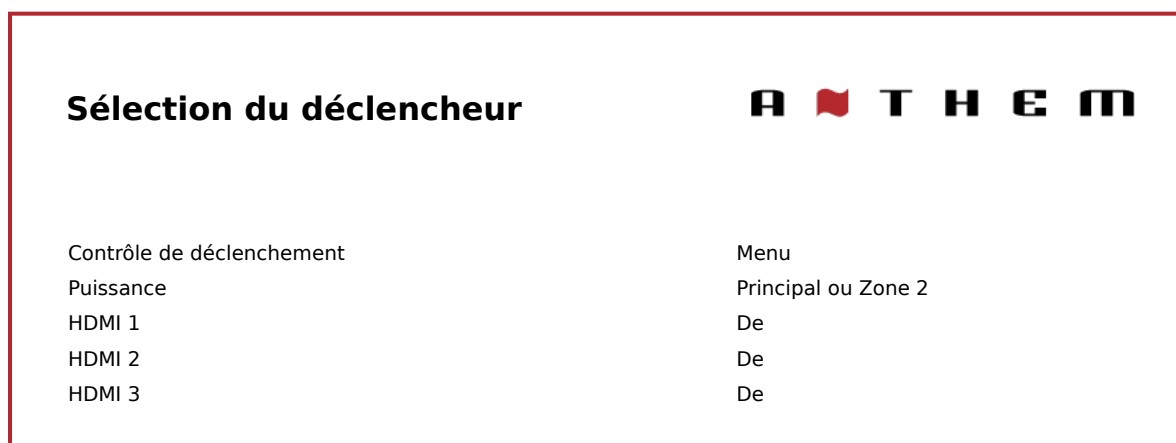 Sélection du déclencheur
ANTHEM
Contrôle de déclenchement Menu
Puissance Principal ou Zone 2
HDMI 1 De
HDMI 2 De
HDMI 3 De